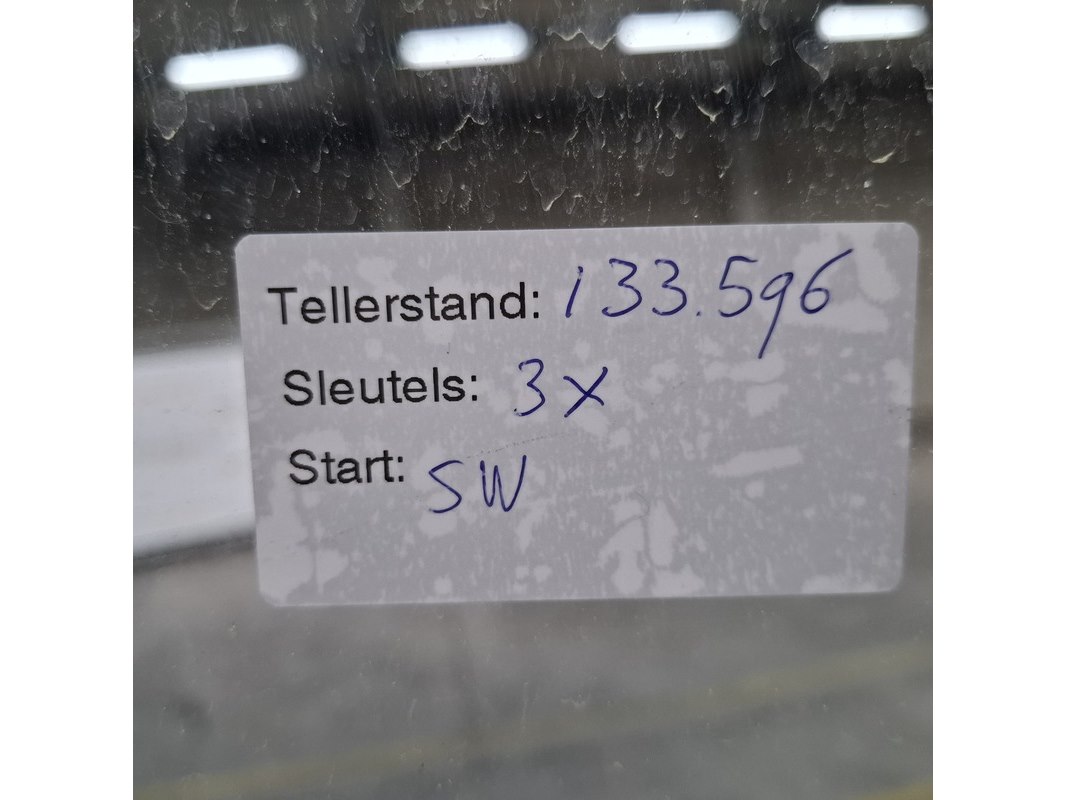 Tellerstand: 133.596
Sleutels: 3x
Start: SW